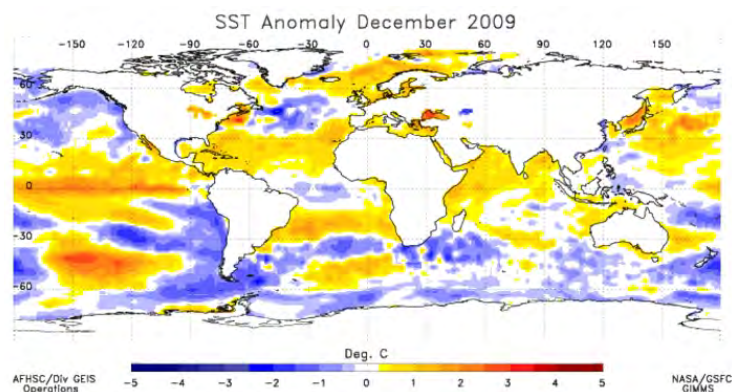 SST Anomaly December 2009
-150 -120 -90 -60 -30 0 30 60 90 120 150
60
30
0
-30
-60
Deg. C
-5 -4 -3 -2 -1 0 1 2 3 4 5
AFHSC/Div GEIS
Operations
NASA/GSFC
GIMMS